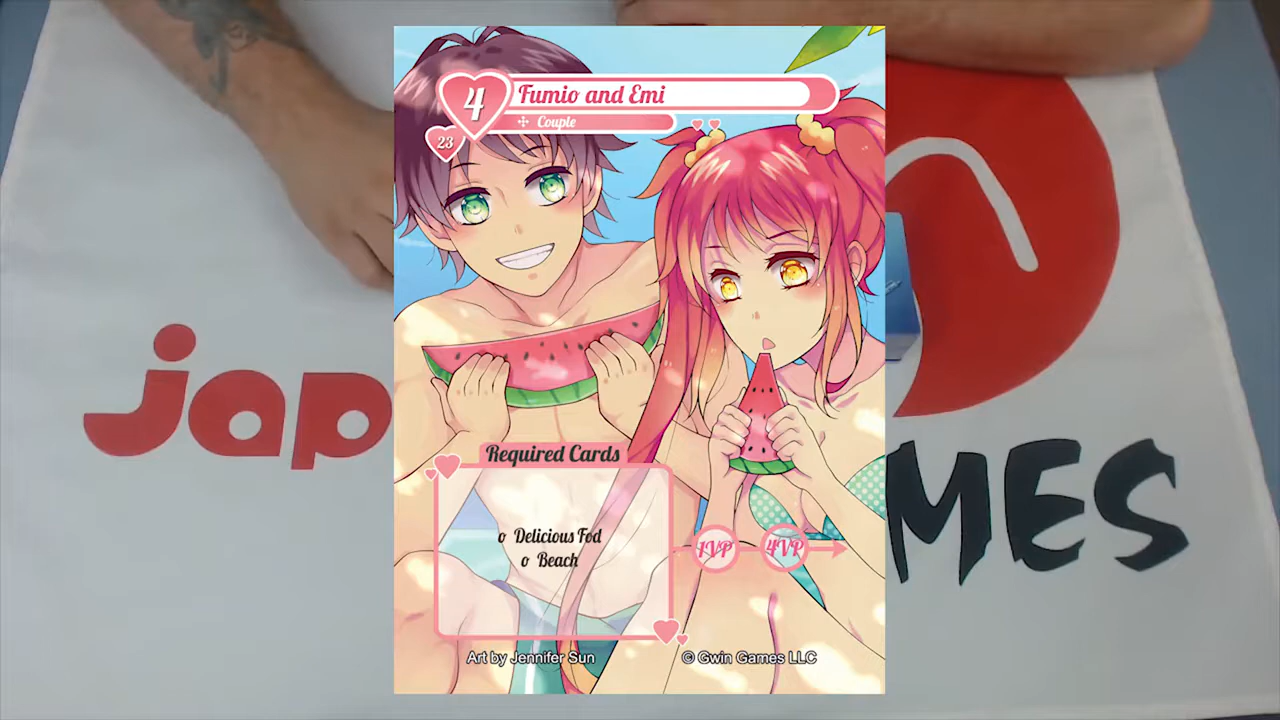 4
Fumio and Emi
Couple
23
Required Cards
o Delicious Fod
o Beach
1VP
4VP
Art by Jennifer Sun
© Gwin Games LLC
jap
MES